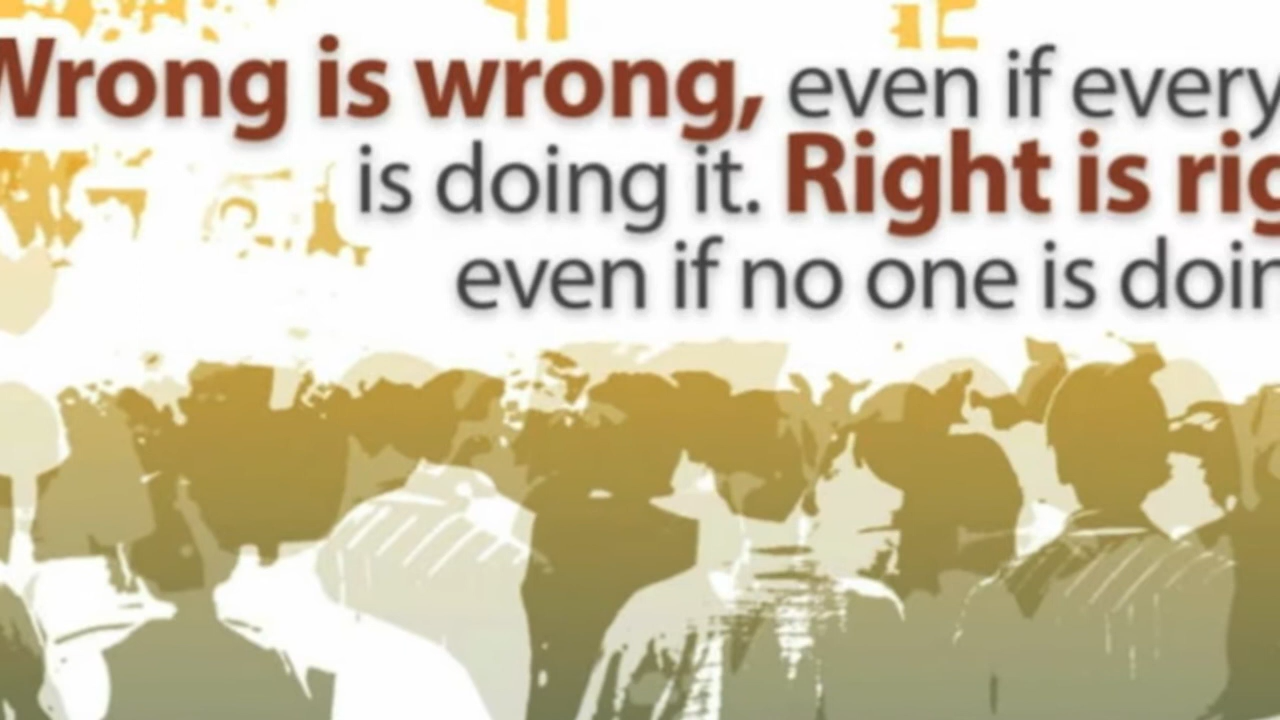 Wrong is wrong, even if every
is doing it. Right is rig
even if no one is doin